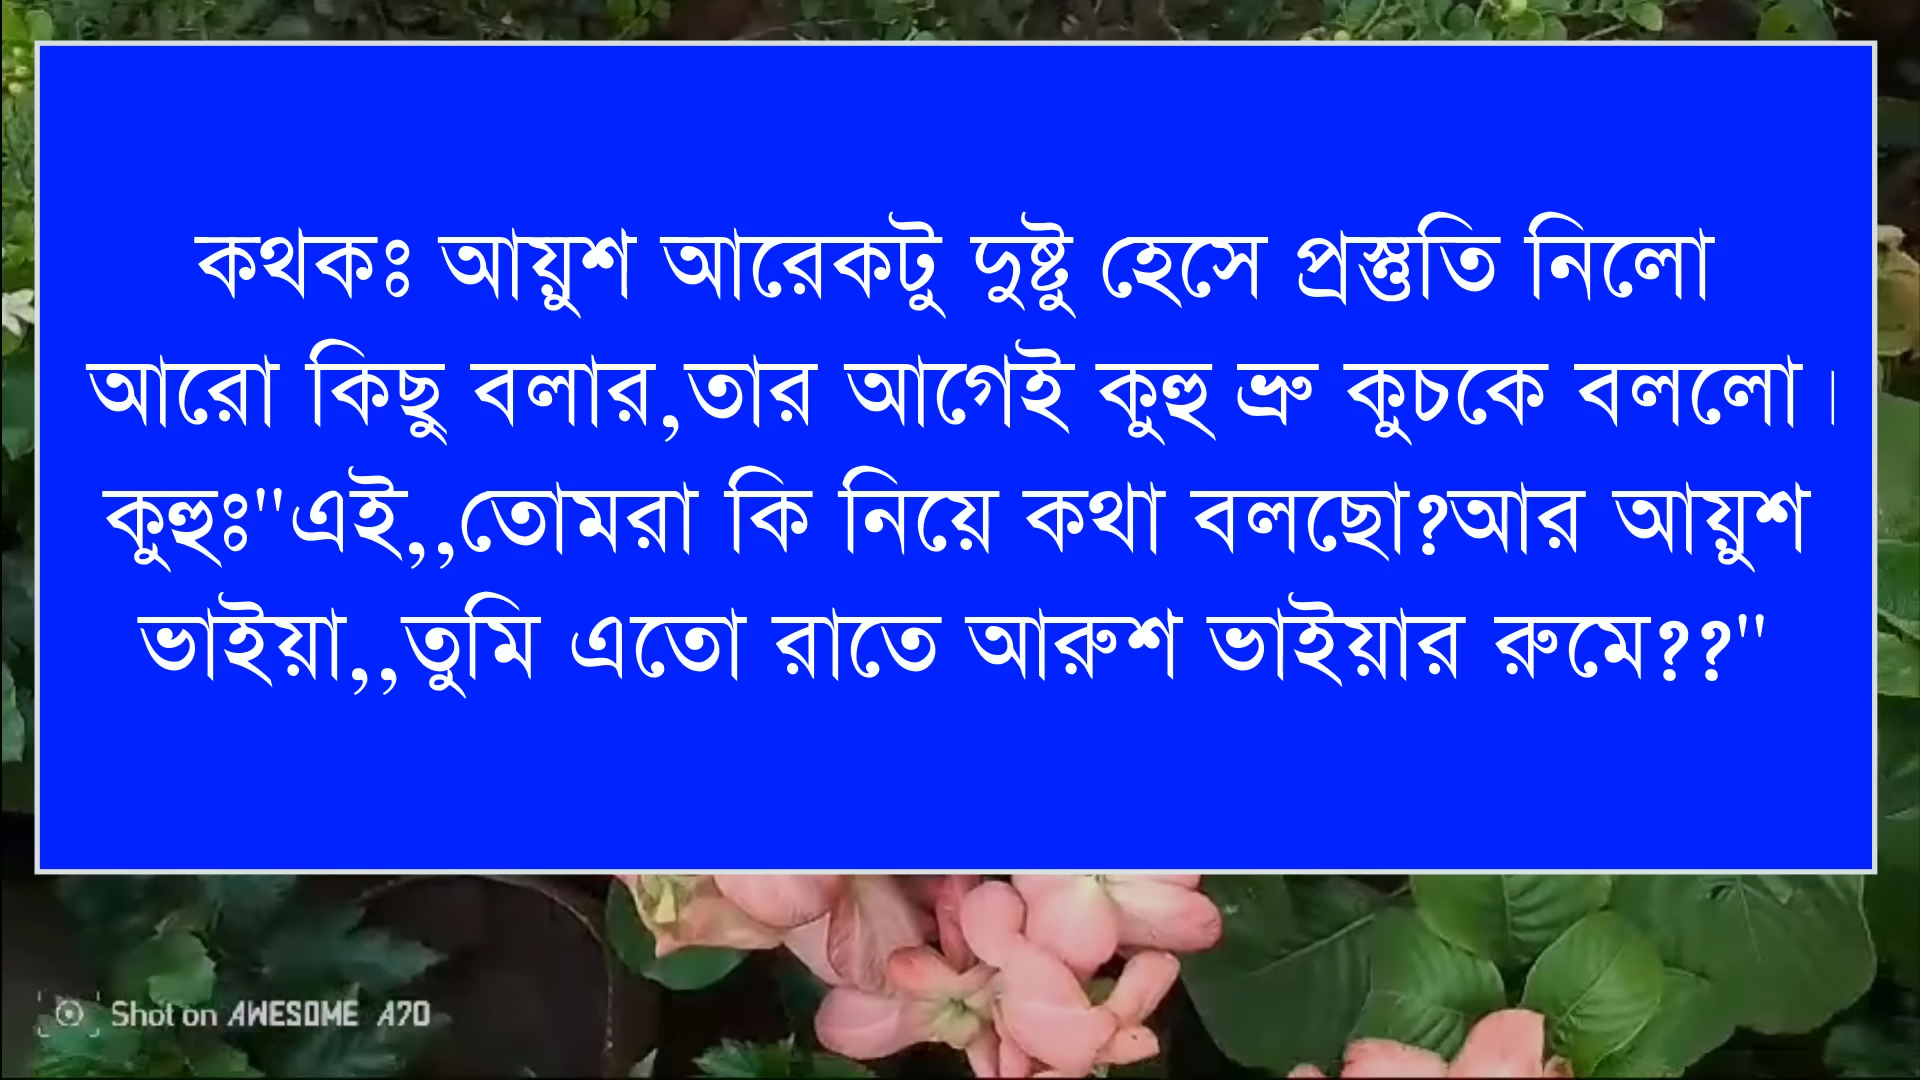 কথকঃ আয়ুশ আরেকটু দুষ্টু হেসে প্রস্তুতি নিলো
আরো কিছু বলার,তার আগেই কুহু ভ্রু কুচকে বললো।
কুহুঃ"এই,,তোমরা কি নিয়ে কথা বলছো?আর আয়ুশ
ভাইয়া,,তুমি এতো রাতে আরুশ ভাইয়ার রুমে??"
Shot on AWESOME A70